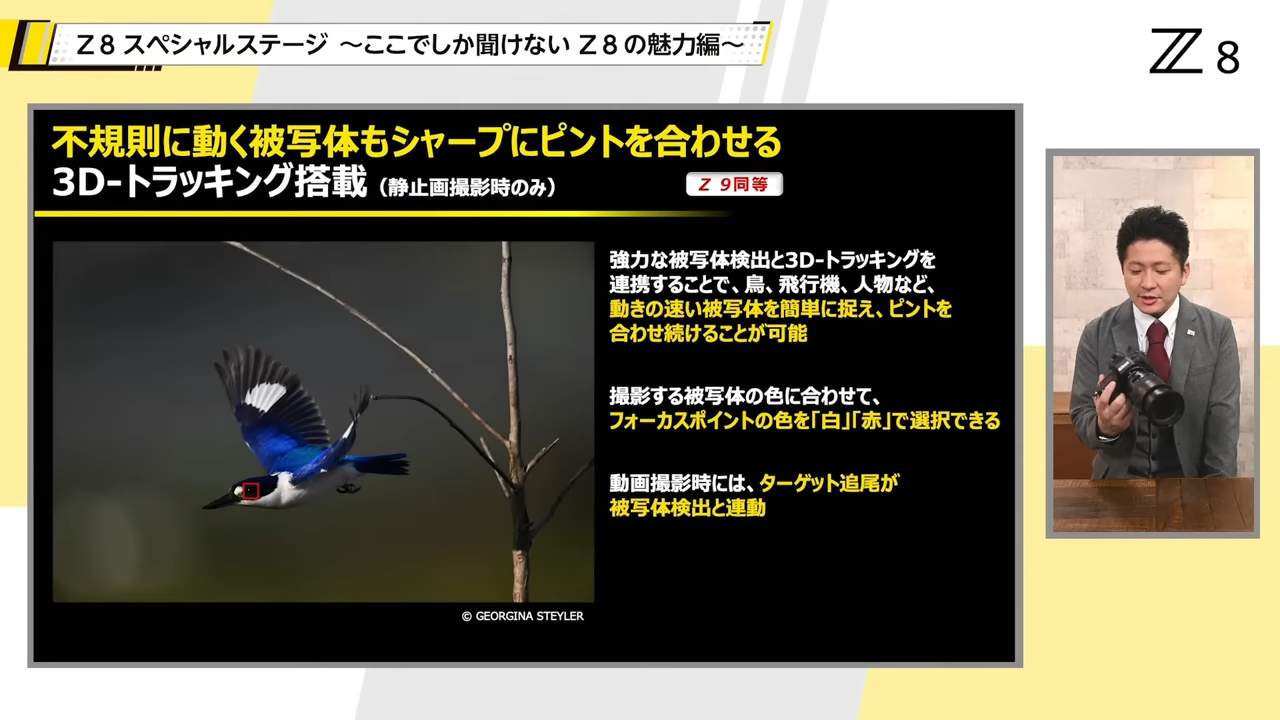 Z 8 スペシャルステージ ～ここでしか聞けない Z 8 の魅力編～
Z 8
不規則に動く被写体もシャープにピントを合わせる
3D-トラッキング搭載（静止画撮影時のみ）
Z 9同等
強力な被写体検出と3D-トラッキングを
連携することで、鳥、飛行機、人物など、
動きの速い被写体を簡単に捉え、ピントを
合わせ続けることが可能
撮影する被写体の色に合わせて、
フォーカスポイントの色を「白」「赤」で選択できる
動画撮影時には、ターゲット追尾が
被写体検出と連動
© GEORGINA STEYLER